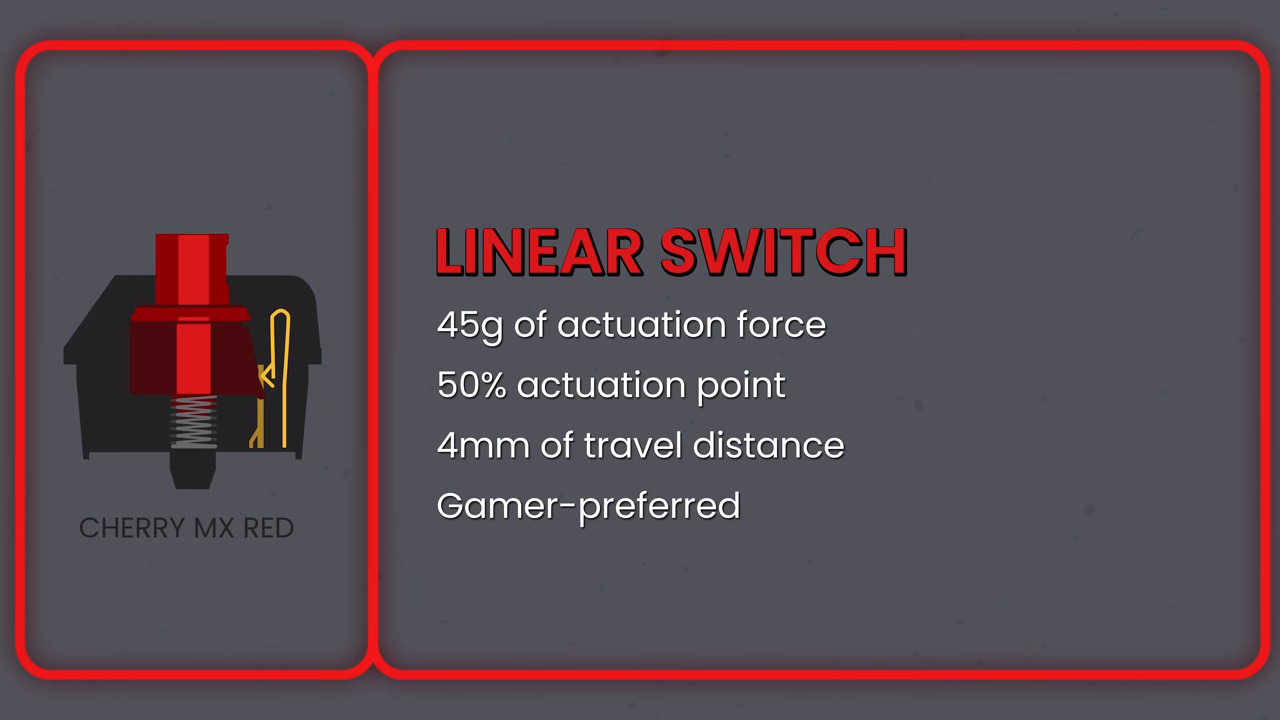 LINEAR SWITCH
45g of actuation force
50% actuation point
4mm of travel distance
Gamer-preferred
CHERRY MX RED